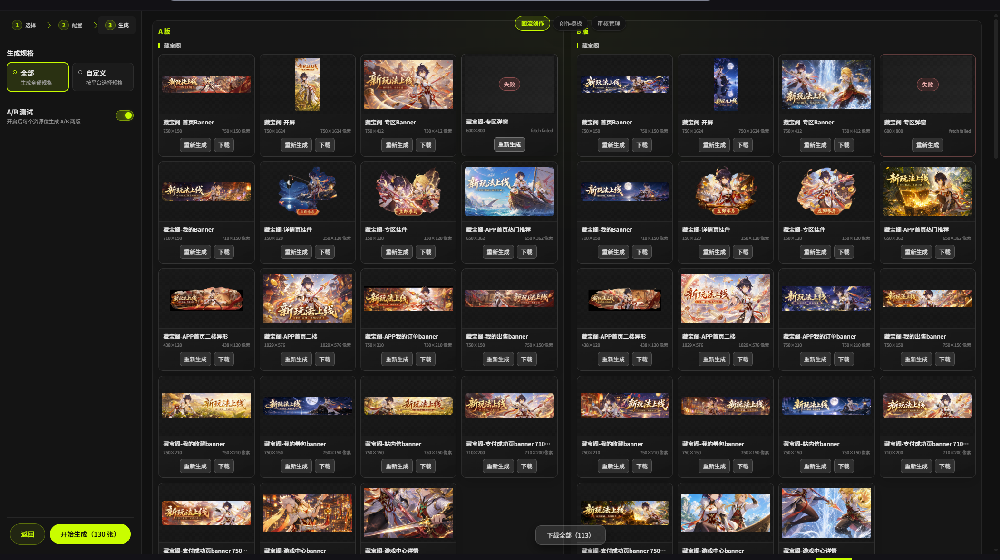 回流创作
创作模板
审核管理
1 选择
2 配置
3 生成
生成规格
全部
生成全部规格
自定义
按平台选择规格
A/B 测试
开启后每个资源位生成 A/B 两版
返回
开始生成（130 张）
A 版
藏宝阁
新玩法上线
新玩法上线
新玩法上线
失败
藏宝阁-首页Banner
750×150 750×150 像素
重新生成 下载
藏宝阁-开屏
750×1624 750×1624 像素
重新生成 下载
藏宝阁-专区Banner
750×412 750×412 像素
重新生成 下载
藏宝阁-专区弹窗
600×800 fetch failed
重新生成
新玩法上线
立即参与
立即参与
新玩法上线
藏宝阁-我的Banner
710×150 710×150 像素
重新生成 下载
藏宝阁-详情页挂件
150×120 150×120 像素
重新生成 下载
藏宝阁-专区挂件
150×120 150×120 像素
重新生成 下载
藏宝阁-APP首页热门推荐
650×362 650×362 像素
重新生成 下载
新玩法上线
新玩法上线
新玩法上线
新玩法上线
藏宝阁-APP首页二楼异形
438×120 438×120 像素
重新生成 下载
藏宝阁-APP首页二楼
1029×576 1029×576 像素
重新生成 下载
藏宝阁-APP我的订单banner
750×210 750×210 像素
重新生成 下载
藏宝阁-我的出售banner
750×150 750×150 像素
重新生成 下载
新玩法上线
新玩法上线
新玩法上线
新玩法上线
藏宝阁-我的收藏banner
750×210 750×210 像素
重新生成 下载
藏宝阁-我的券包banner
750×150 750×150 像素
重新生成 下载
藏宝阁-站内信banner
750×150 750×150 像素
重新生成 下载
藏宝阁-支付成功页banner 710···
710×200 710×200 像素
重新生成 下载
新玩法上线
藏宝阁-支付成功页banner 750···
藏宝阁-游戏中心banner
藏宝阁-游戏中心详情
B 版
藏宝阁
新玩法上线
新玩法上线
新玩法上线
失败
藏宝阁-首页Banner
750×150 750×150 像素
重新生成 下载
藏宝阁-开屏
750×1624 750×1624 像素
重新生成 下载
藏宝阁-专区Banner
750×412 750×412 像素
重新生成 下载
藏宝阁-专区弹窗
600×800 fetch failed
重新生成
新玩法上线
立即参与
立即参与
新玩法上线
藏宝阁-我的Banner
710×150 710×150 像素
重新生成 下载
藏宝阁-详情页挂件
150×120 150×120 像素
重新生成 下载
藏宝阁-专区挂件
150×120 150×120 像素
重新生成 下载
藏宝阁-APP首页热门推荐
650×362 650×362 像素
重新生成 下载
新玩法上线
新玩法上线
新玩法上线
新玩法上线
藏宝阁-APP首页二楼异形
438×120 438×120 像素
重新生成 下载
藏宝阁-APP首页二楼
1029×576 1029×576 像素
重新生成 下载
藏宝阁-APP我的订单banner
750×210 750×210 像素
重新生成 下载
藏宝阁-我的出售banner
750×150 750×150 像素
重新生成 下载
新玩法上线
新玩法上线
新玩法上线
新玩法上线
藏宝阁-我的收藏banner
750×210 750×210 像素
重新生成 下载
藏宝阁-我的券包banner
750×150 750×150 像素
重新生成 下载
藏宝阁-站内信banner
750×150 750×150 像素
重新生成 下载
藏宝阁-支付成功页banner 710···
710×200 710×200 像素
重新生成 下载
新玩法上线
藏宝阁-支付成功页banner 750···
藏宝阁-游戏中心banner
藏宝阁-游戏中心详情
下载全部（113）